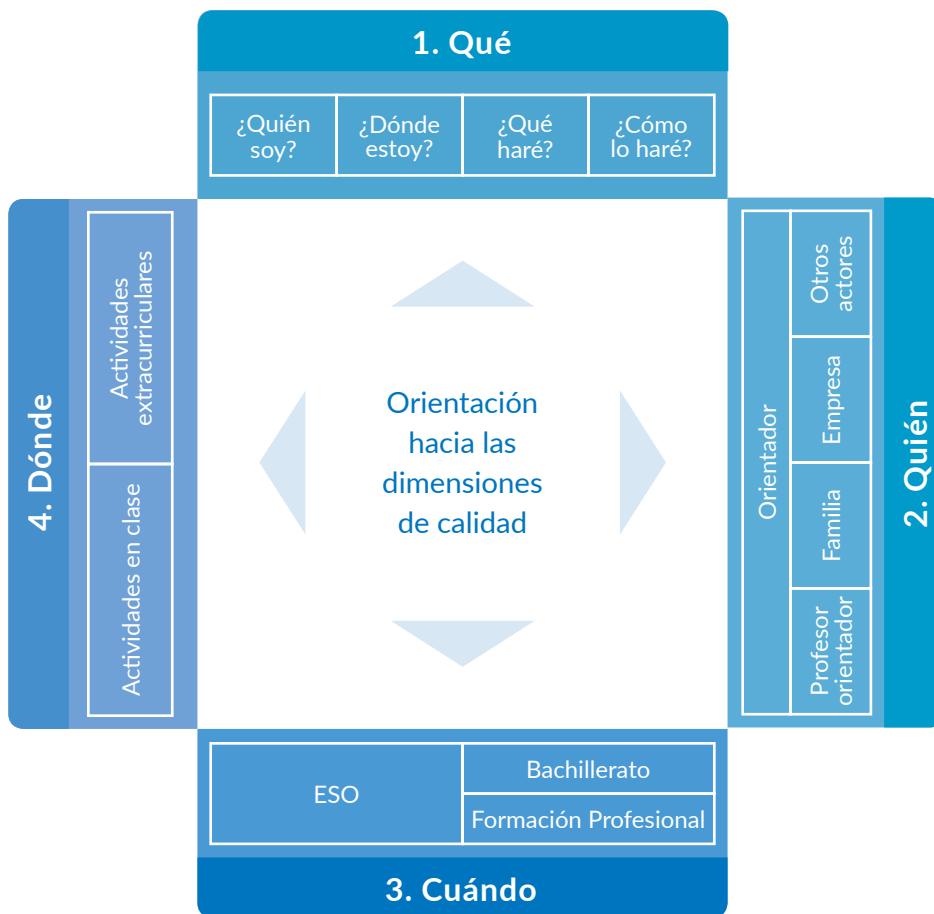 1. Qué
¿Quién
soy?
¿Dónde
estoy?
¿Qué
haré?
¿Cómo
lo haré?
Otros
actores
Empresa
Familia
Profesor
orientador
Orientador
2. Quién
Orientación
hacia las
dimensiones
de calidad
4. Dónde
Actividades
extracurriculares
Actividades en clase
ESO
Bachillerato
Formación Profesional
3. Cuándo